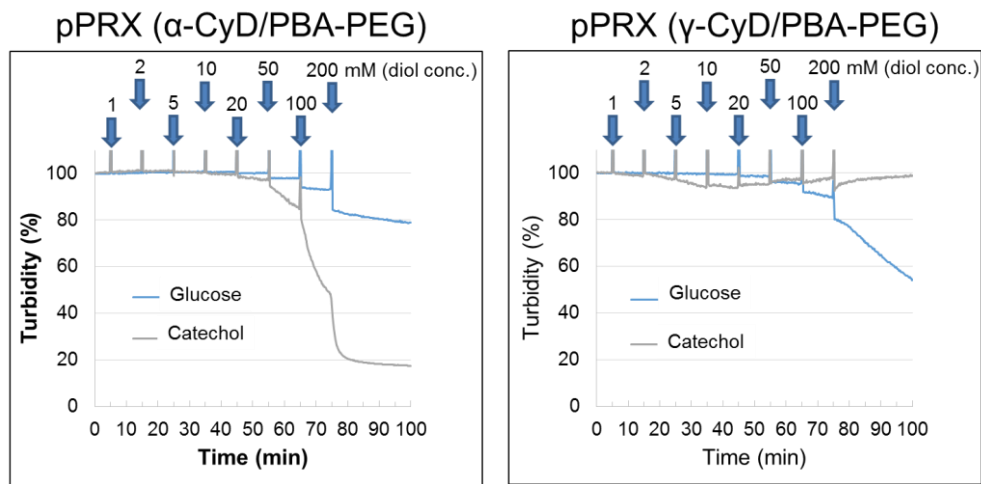 pPRX (α-CyD/PBA-PEG)
2 10 50 200 mM (diol conc.)
1 5 20 100
100
80
60
40
20
0
Turbidity (%)
Glucose
Catechol
0 10 20 30 40 50 60 70 80 90 100
Time (min)
pPRX (γ-CyD/PBA-PEG)
2 10 50 200 mM (diol conc.)
1 5 20 100
100
80
60
40
20
0
Turbidity (%)
Glucose
Catechol
0 10 20 30 40 50 60 70 80 90 100
Time (min)